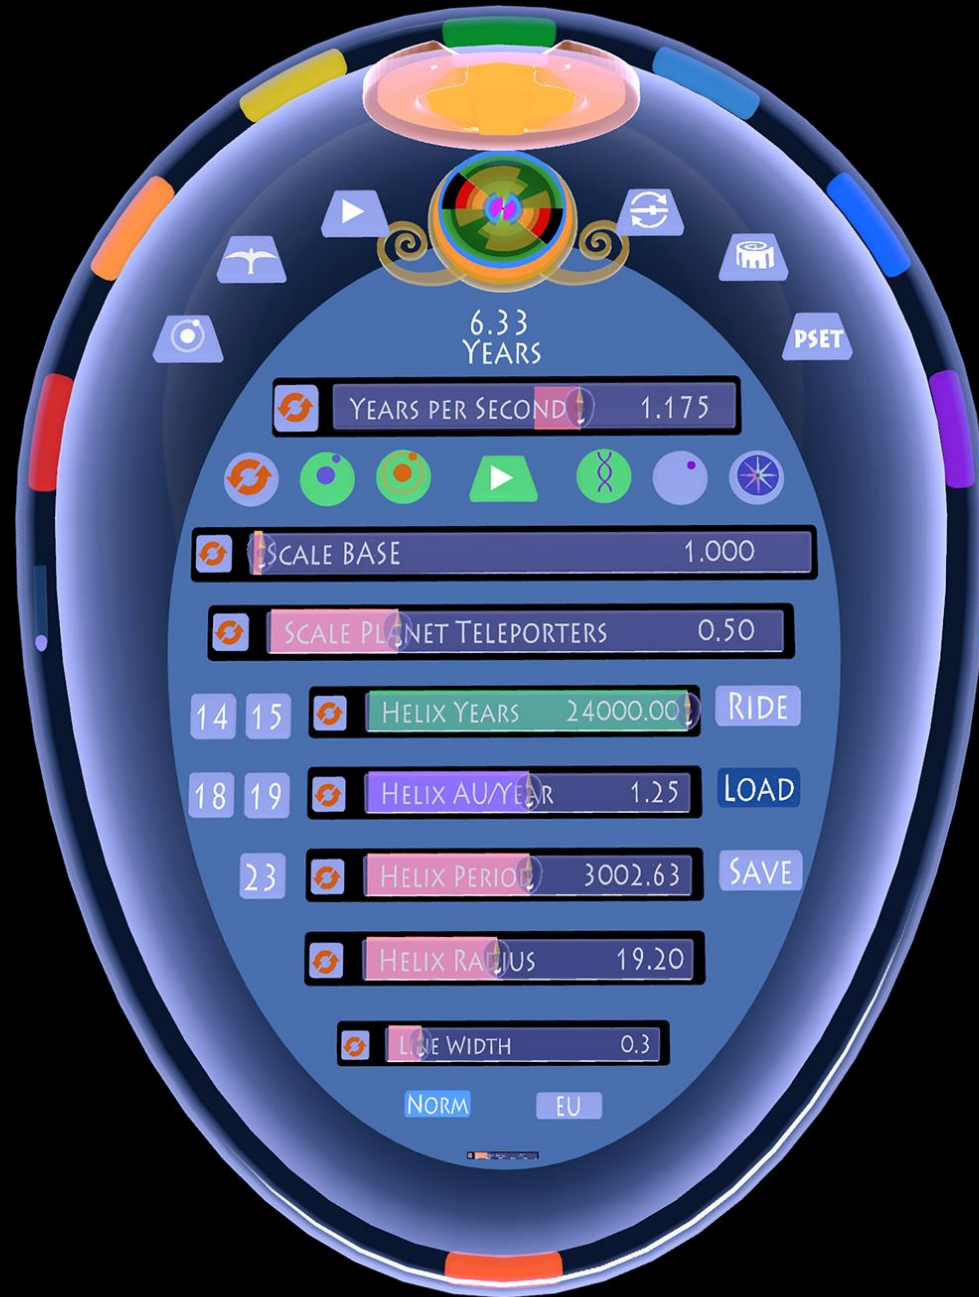 6.33
YEARS
PSET
YEARS PER SECOND 1.175
SCALE BASE 1.000
SCALE PLANET TELEPORTERS 0.50
14 15 HELIX YEARS 24000.00 RIDE
18 19 HELIX AU/YEAR 1.25 LOAD
23 HELIX PERIOD 3002.63 SAVE
HELIX RADIUS 19.20
LINE WIDTH 0.3
NORM EU